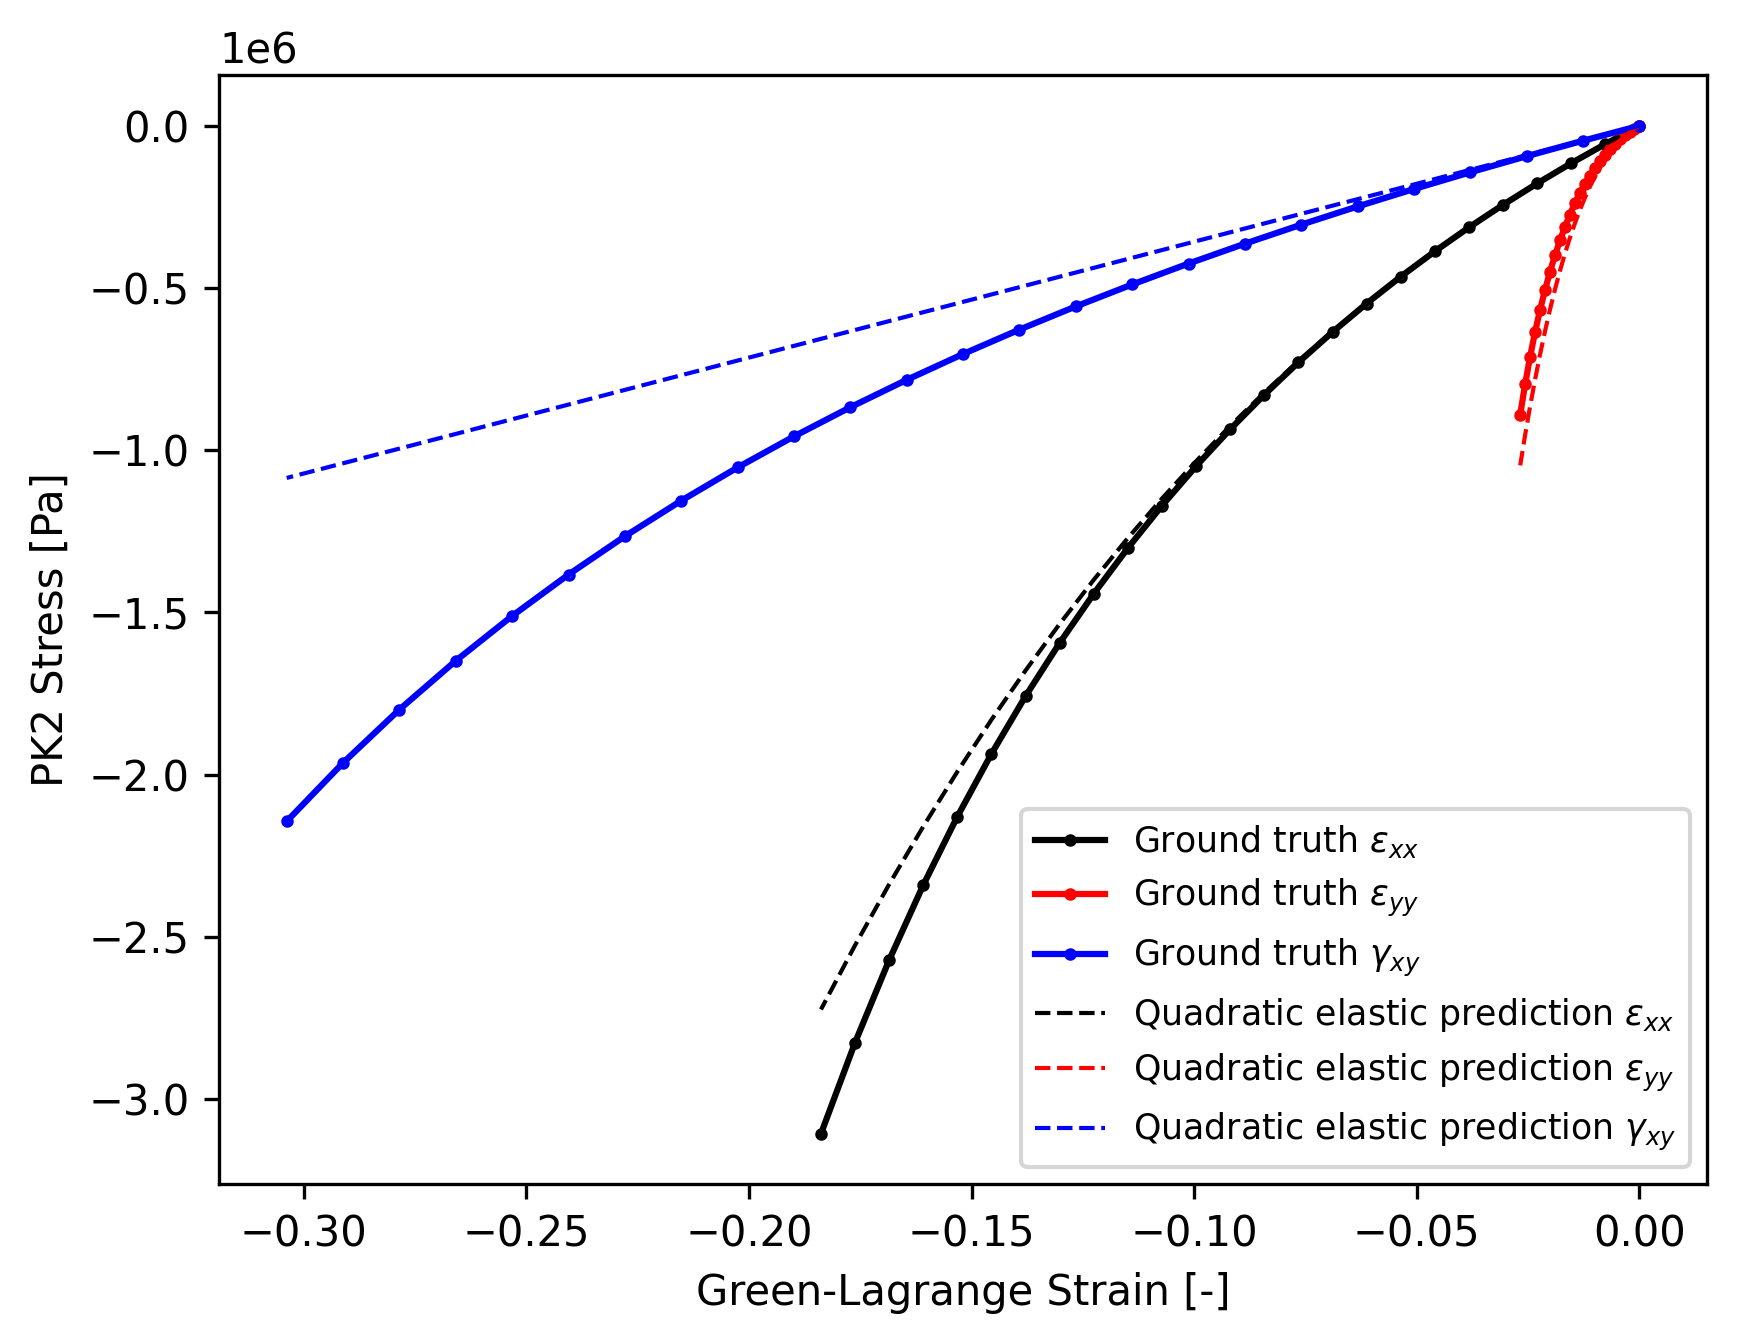 1e6
0.0
−0.5
−1.0
−1.5
−2.0
−2.5
−3.0
PK2 Stress [Pa]
Ground truth εxx
Ground truth εyy
Ground truth γxy
Quadratic elastic prediction εxx
Quadratic elastic prediction εyy
Quadratic elastic prediction γxy
−0.30 −0.25 −0.20 −0.15 −0.10 −0.05 0.00
Green-Lagrange Strain [-]